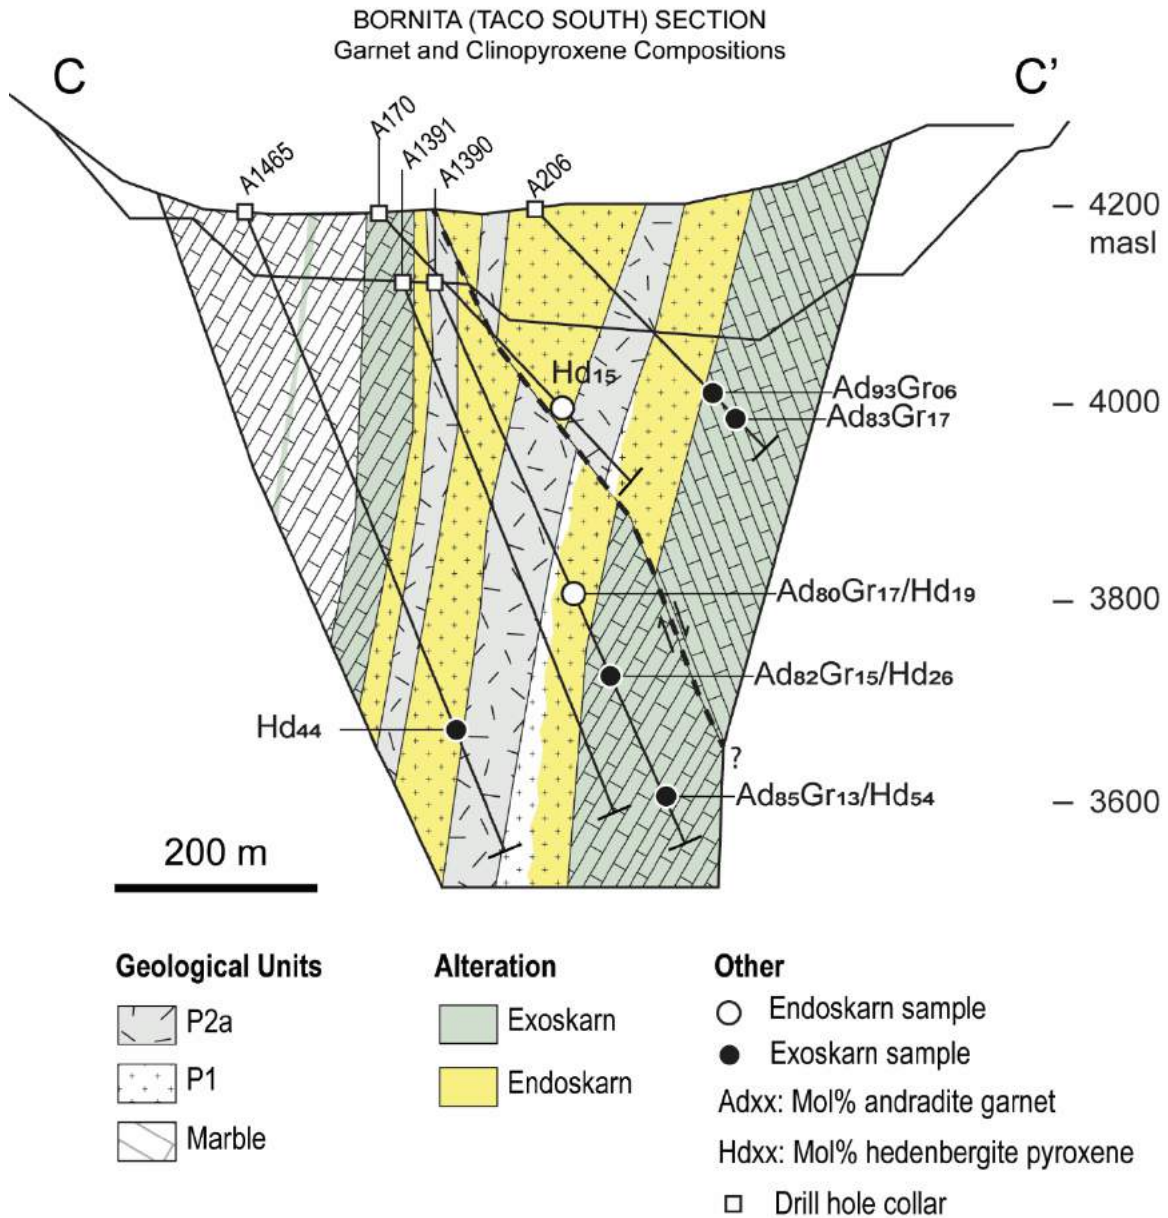 BORNITA (TACO SOUTH) SECTION
Garnet and Clinopyroxene Compositions
C
C’
A1465
A170
A1391
A1390
A206
4200
masl
Hd₁₅
Ad₉₃Gr₀₆
4000
Ad₈₃Gr₁₇
Ad₈₀Gr₁₇/Hd₁₉
3800
Ad₈₂Gr₁₅/Hd₂₆
Hd₄₄
?
Ad₈₅Gr₁₃/Hd₅₄
3600
200 m
Geological Units
P2a
P1
Marble
Alteration
Exoskarn
Endoskarn
Other
Endoskarn sample
Exoskarn sample
Adxx: Mol% andradite garnet
Hdxx: Mol% hedenbergite pyroxene
Drill hole collar